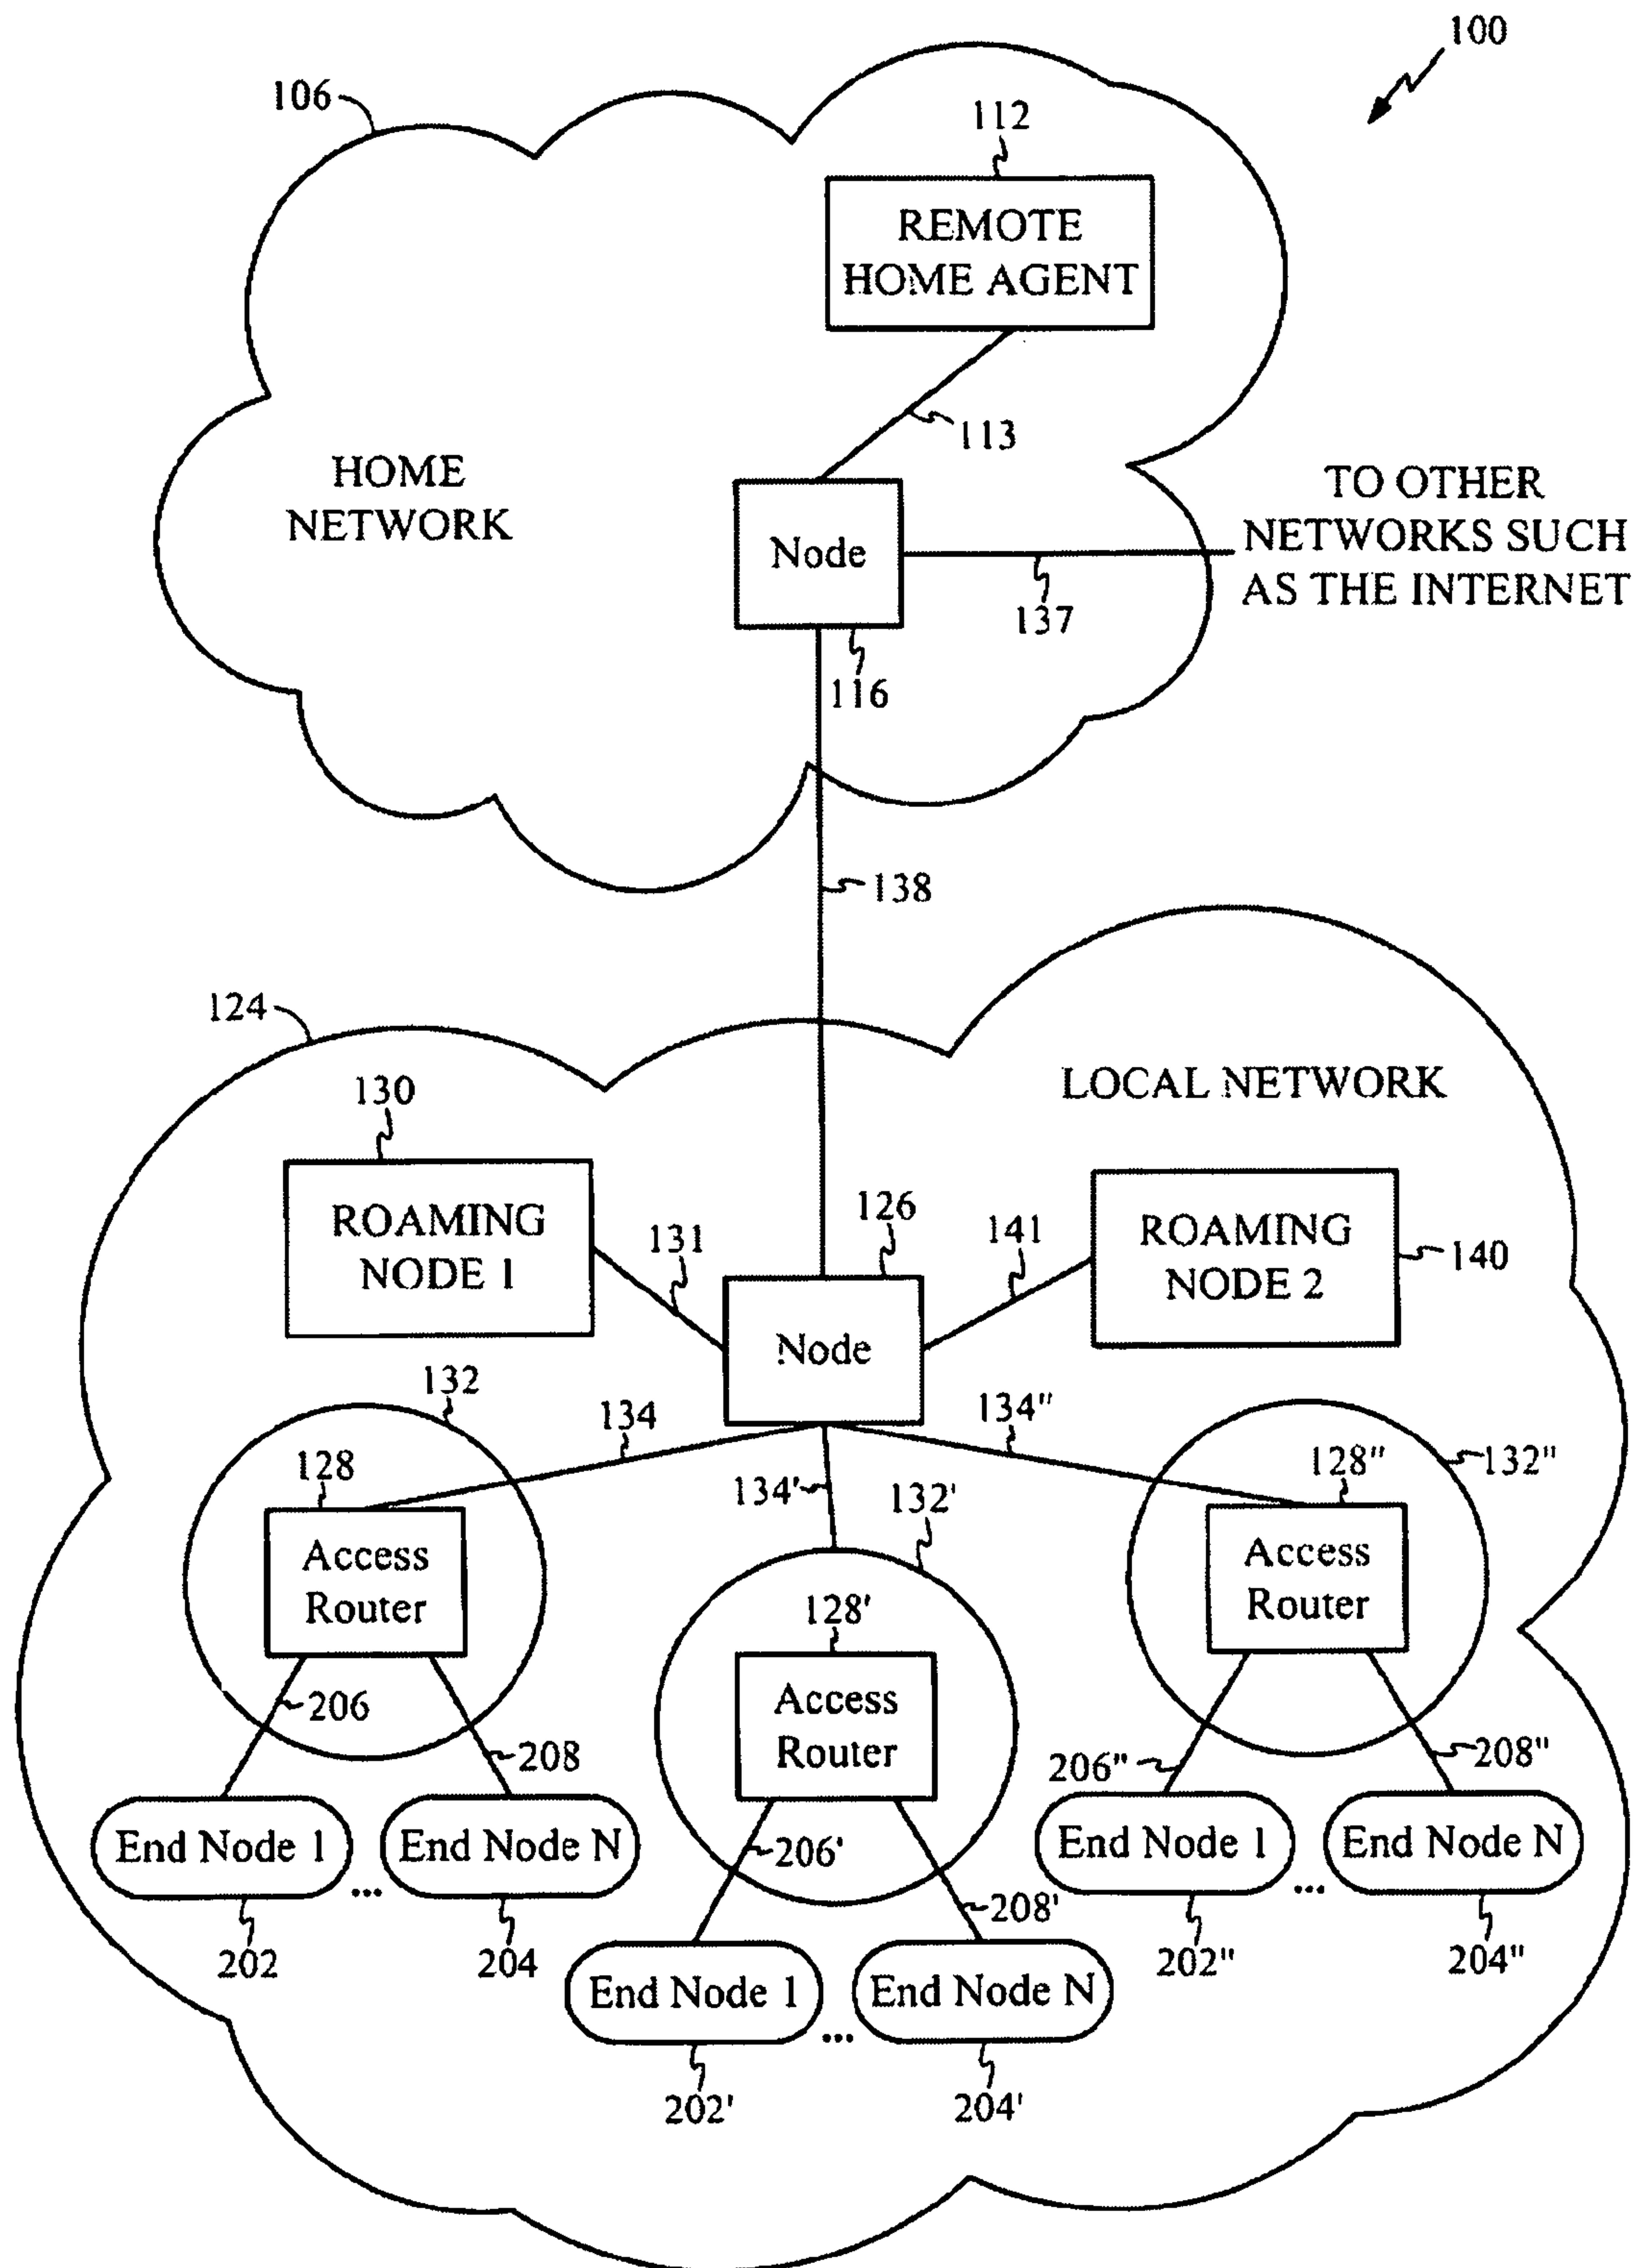 100
106
112
REMOTE
HOME AGENT
113
HOME
NETWORK
Node
TO OTHER
NETWORKS SUCH
AS THE INTERNET
137
116
138
124
LOCAL NETWORK
130
ROAMING
NODE 1
131
126
Node
141
ROAMING
NODE 2
140
132
134
134"
134'
132'
132"
128
Access
Router
128'
Access
Router
128"
Access
Router
206
208
206'
208'
206"
208"
End Node 1
...
End Node N
202
204
End Node 1
...
End Node N
202'
204'
End Node 1
...
End Node N
202"
204"